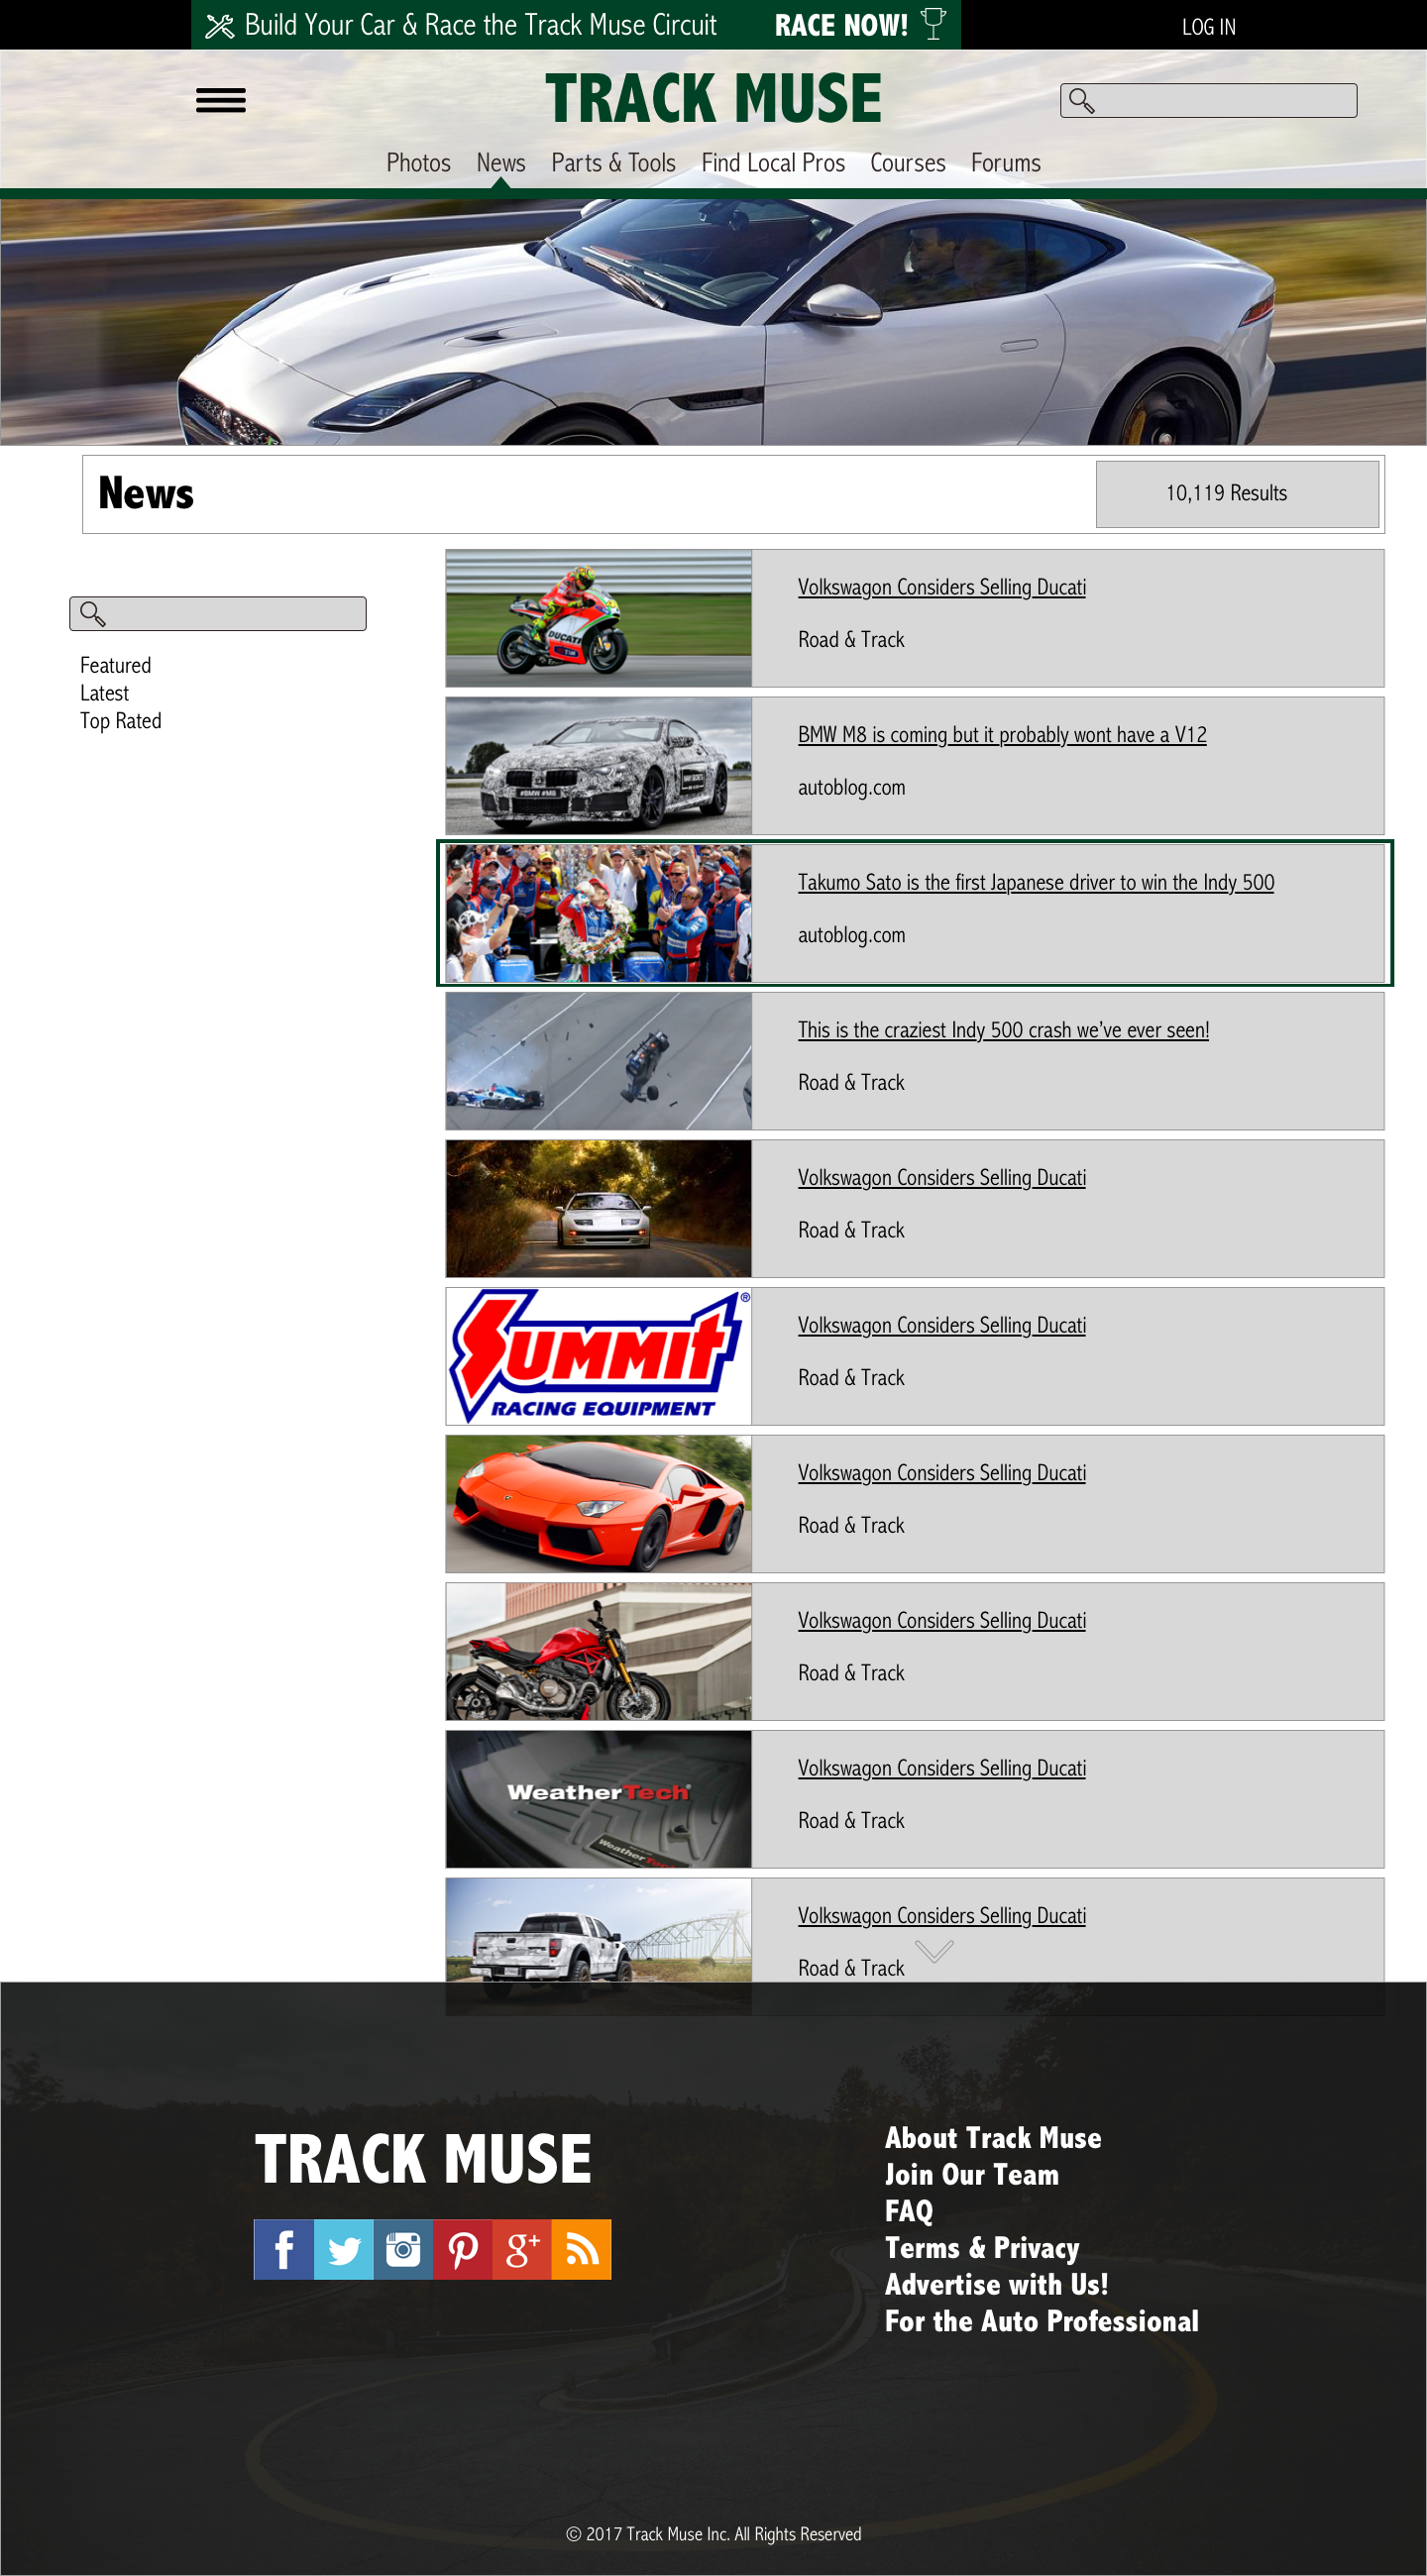 Build Your Car & Race the Track Muse Circuit RACE NOW!
LOG IN
TRACK MUSE
Photos News Parts & Tools Find Local Pros Courses Forums
News
10,119 Results
Featured
Latest
Top Rated
DUCATI
Volkswagon Considers Selling Ducati
Road & Track
#BMW #M8
BMW M8 is coming but it probably wont have a V12
autoblog.com
Takumo Sato is the first Japanese driver to win the Indy 500
autoblog.com
This is the craziest Indy 500 crash we've ever seen!
Road & Track
Volkswagon Considers Selling Ducati
Road & Track
SUMMIT ®
RACING EQUIPMENT
Volkswagon Considers Selling Ducati
Road & Track
Volkswagon Considers Selling Ducati
Road & Track
Volkswagon Considers Selling Ducati
Road & Track
WeatherTech®
WeatherTech
Volkswagon Considers Selling Ducati
Road & Track
Volkswagon Considers Selling Ducati
Road & Track
TRACK MUSE
About Track Muse
Join Our Team
FAQ
Terms & Privacy
Advertise with Us!
For the Auto Professional
© 2017 Track Muse Inc. All Rights Reserved